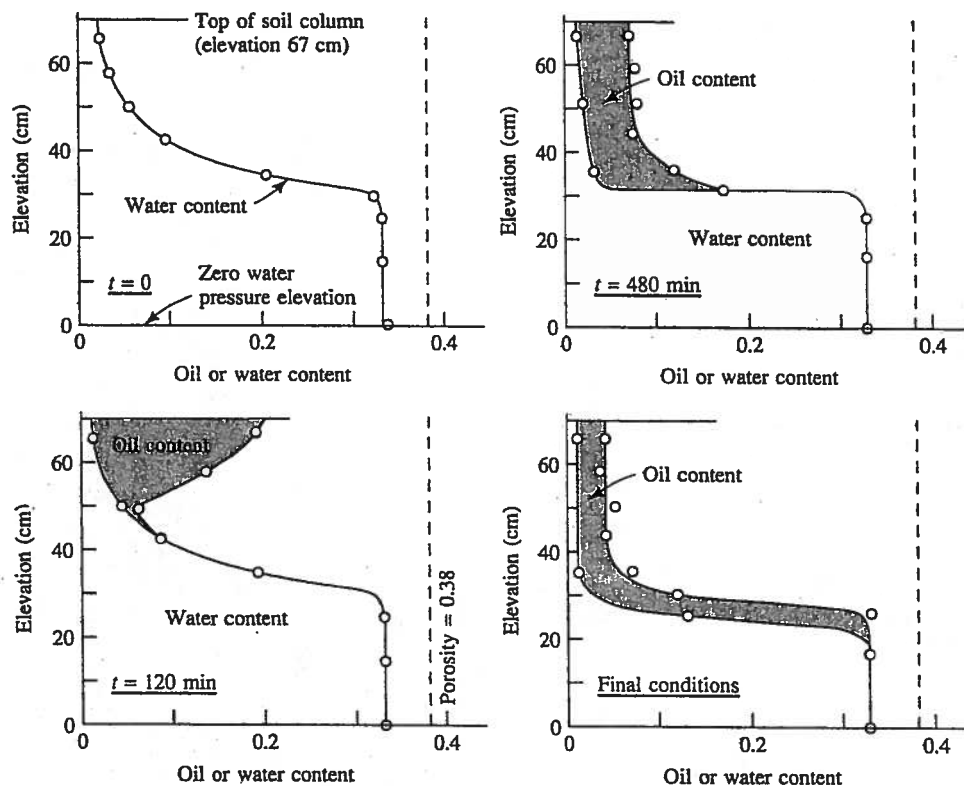 Top of soil column
(elevation 67 cm)
60
40
20
0
Elevation (cm)
Water content
Zero water
pressure elevation
t = 0
0
0.2
0.4
Oil or water content
60
40
20
0
Elevation (cm)
Oil content
Water content
t = 480 min
0
0.2
0.4
Oil or water content
60
40
20
0
Elevation (cm)
Oil content
Water content
t = 120 min
Porosity = 0.38
0
0.2
0.4
Oil or water content
60
40
20
0
Elevation (cm)
Oil content
Final conditions
0
0.2
0.4
Oil or water content